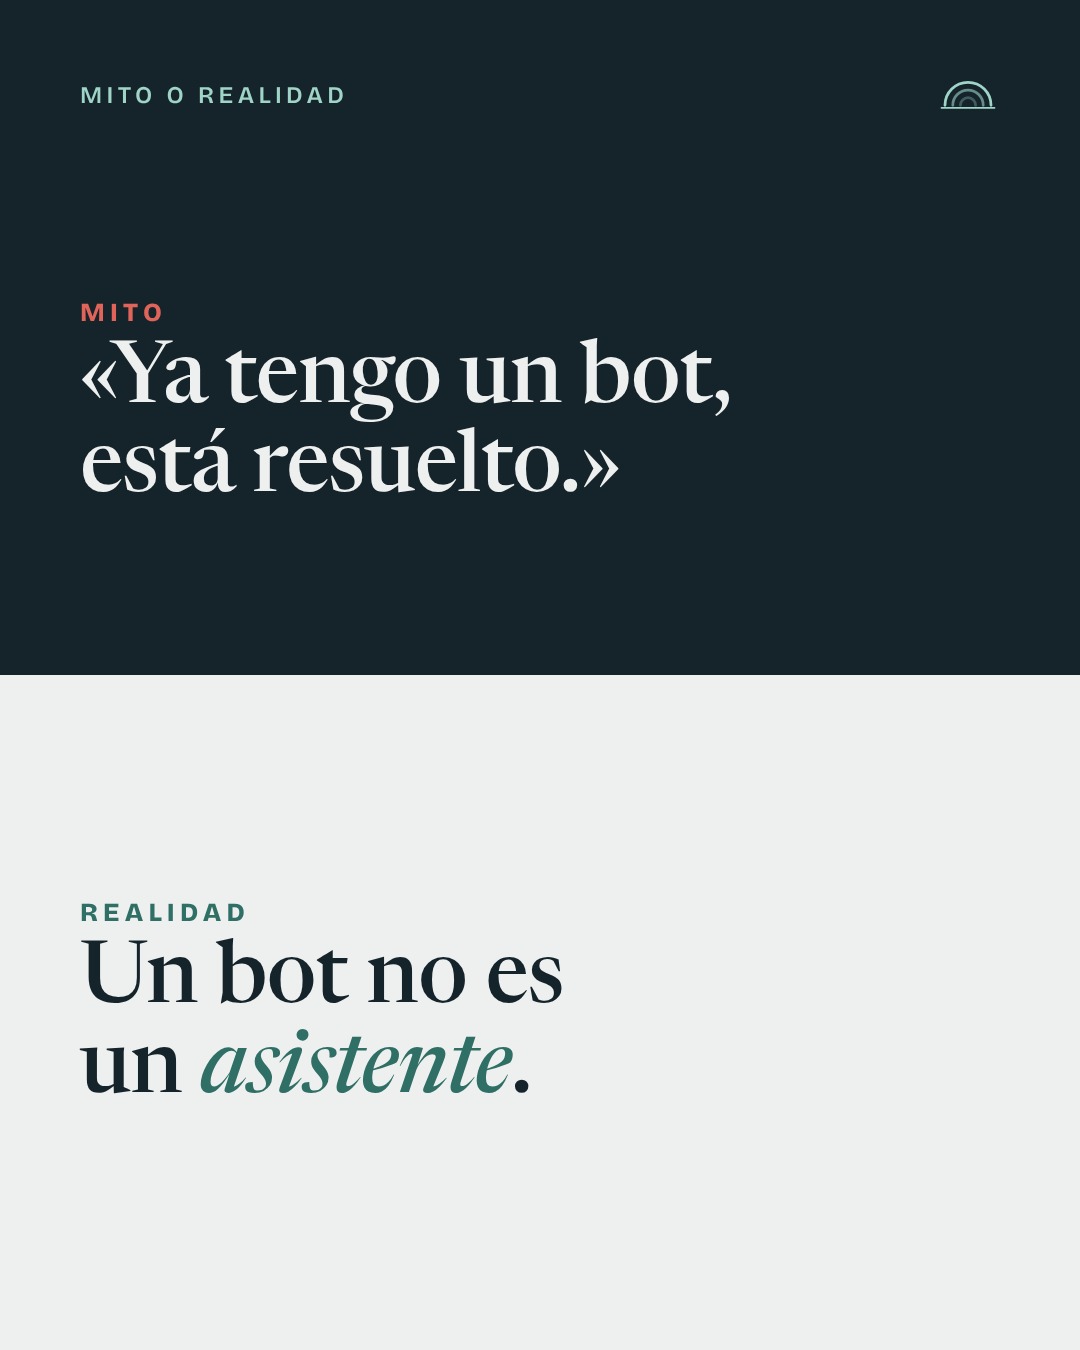 MITO O REALIDAD
MITO
«Ya tengo un bot,
está resuelto.»
REALIDAD
Un bot no es
un asistente.